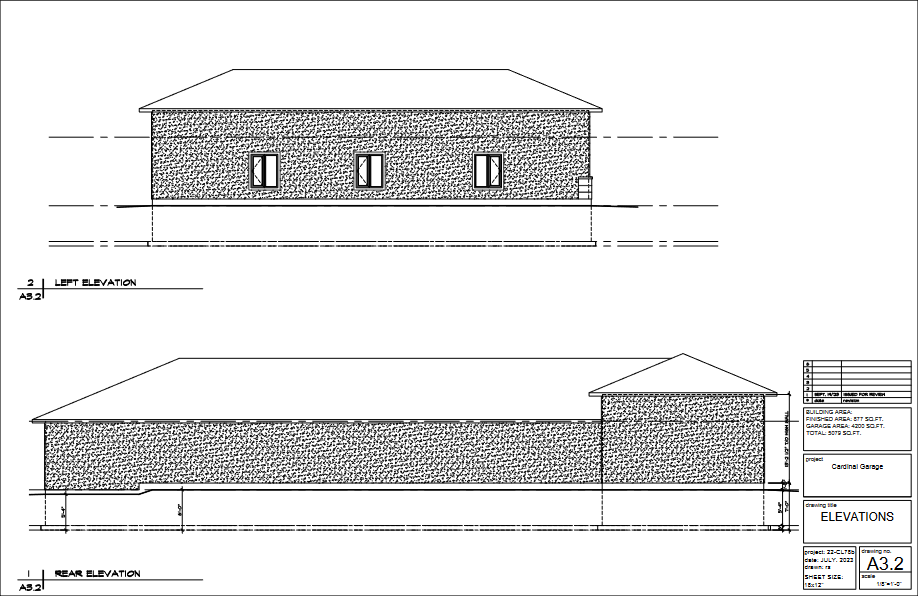 2 LEFT ELEVATION
A3.2
1 REAR ELEVATION
A3.2
6
5
4
3
2
1 SEPT. 14/23 ISSUED FOR REVIEW
# date revision
BUILDING AREA:
FINISHED AREA: 877 SQ.FT.
GARAGE AREA: 4200 SQ.FT.
TOTAL: 5079 SQ.FT.
project
Cardinal Garage
drawing title
ELEVATIONS
project: 22-CL75b
date: JULY, 2023
drawn: rs
SHEET SIZE:
18x12"
drawing no.
A3.2
scale
1/8"=1'-0"